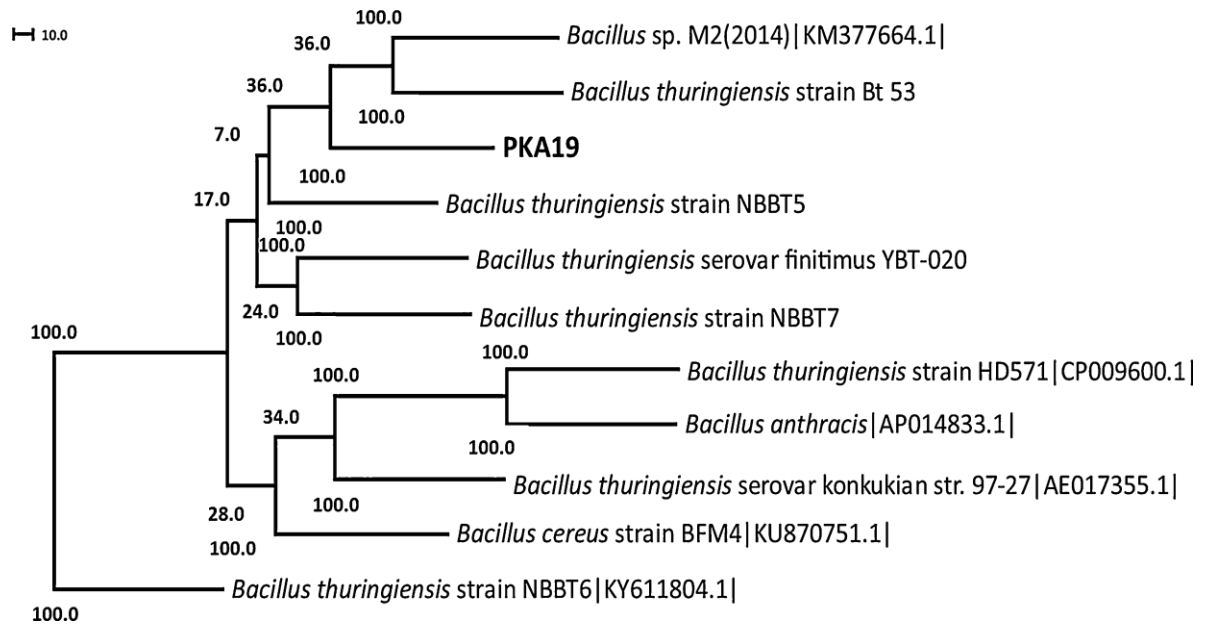 100.0
Bacillus sp. M2(2014)|KM377664.1|
10.0
36.0
36.0
Bacillus thuringiensis strain Bt 53
100.0
7.0
PKA19
100.0
17.0
Bacillus thuringiensis strain NBBT5
100.0
100.0
Bacillus thuringiensis serovar finitimus YBT-020
24.0
Bacillus thuringiensis strain NBBT7
100.0
100.0
100.0
Bacillus thuringiensis strain HD571|CP009600.1|
100.0
34.0
Bacillus anthracis|AP014833.1|
100.0
Bacillus thuringiensis serovar konkukian str. 97-27|AE017355.1|
100.0
28.0
Bacillus cereus strain BFM4|KU870751.1|
100.0
Bacillus thuringiensis strain NBBT6|KY611804.1|
100.0